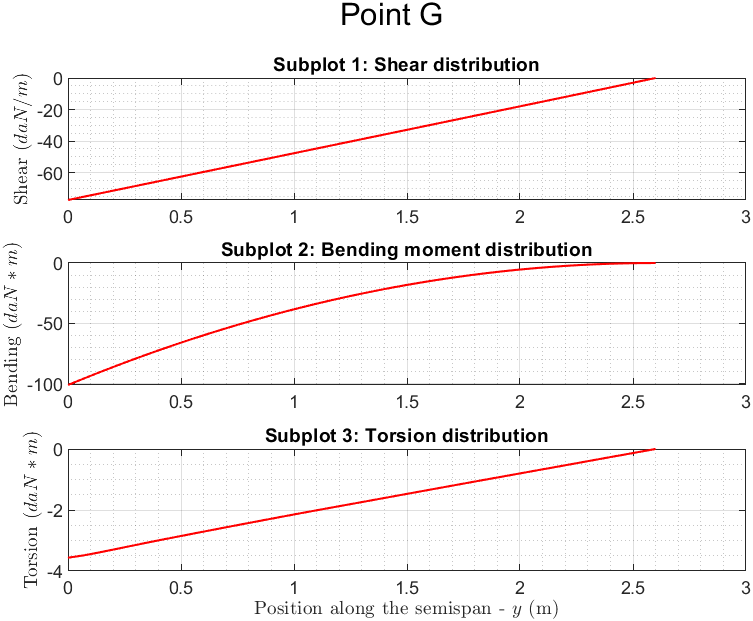 Point G
Subplot 1: Shear distribution
Shear (daN/m)
0
-20
-40
-60
0 0.5 1 1.5 2 2.5 3
Subplot 2: Bending moment distribution
Bending (daN * m)
0
-50
-100
0 0.5 1 1.5 2 2.5 3
Subplot 3: Torsion distribution
Torsion (daN * m)
0
-2
-4
0 0.5 1 1.5 2 2.5 3
Position along the semispan - y (m)